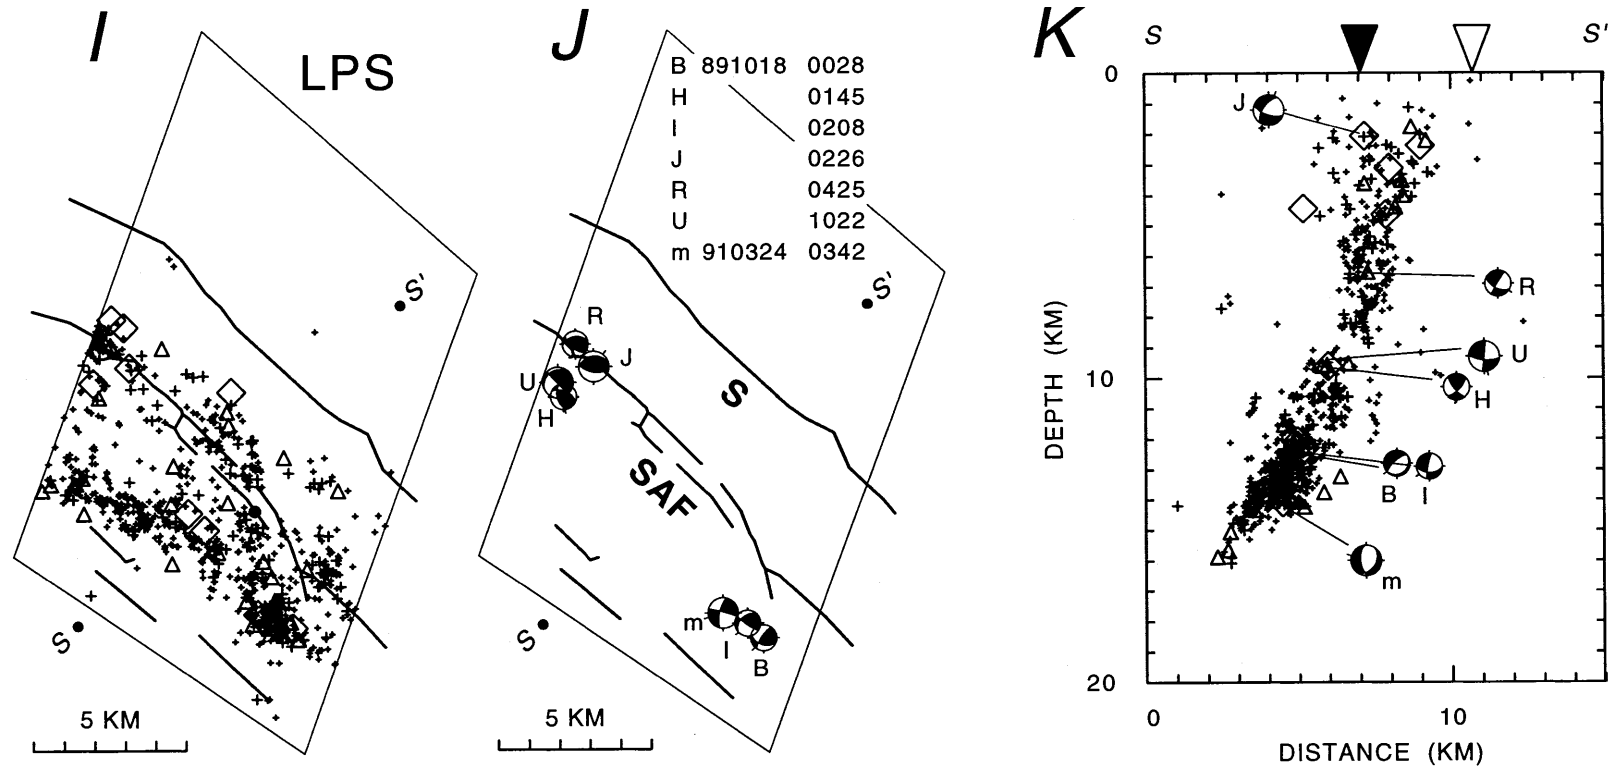 I
LPS
S'
S
5 KM
J
B 891018 0028
H 0145
I 0208
J 0226
R 0425
U 1022
m 910324 0342
S'
R
J
U
H
S
SAF
S
m
I
B
5 KM
K
S
S'
0
J
R
U
DEPTH (KM)
10
H
B
I
m
20
0
10
DISTANCE (KM)